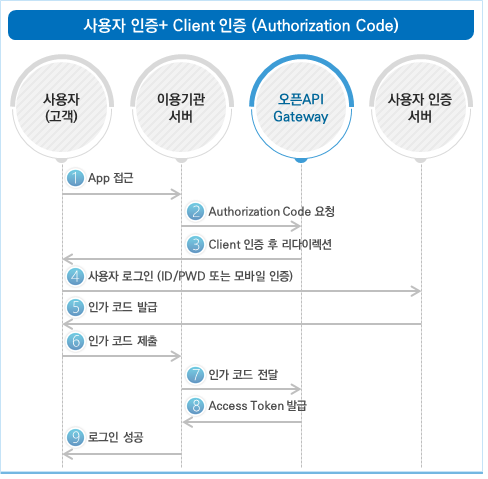 사용자 인증+ Client 인증 (Authorization Code)
사용자
(고객)
이용기관
서버
오픈API
Gateway
사용자 인증
서버
1 App 접근
2 Authorization Code 요청
3 Client 인증 후 리다이렉션
4 사용자 로그인 (ID/PWD 또는 모바일 인증)
5 인가 코드 발급
6 인가 코드 제출
7 인가 코드 전달
8 Access Token 발급
9 로그인 성공